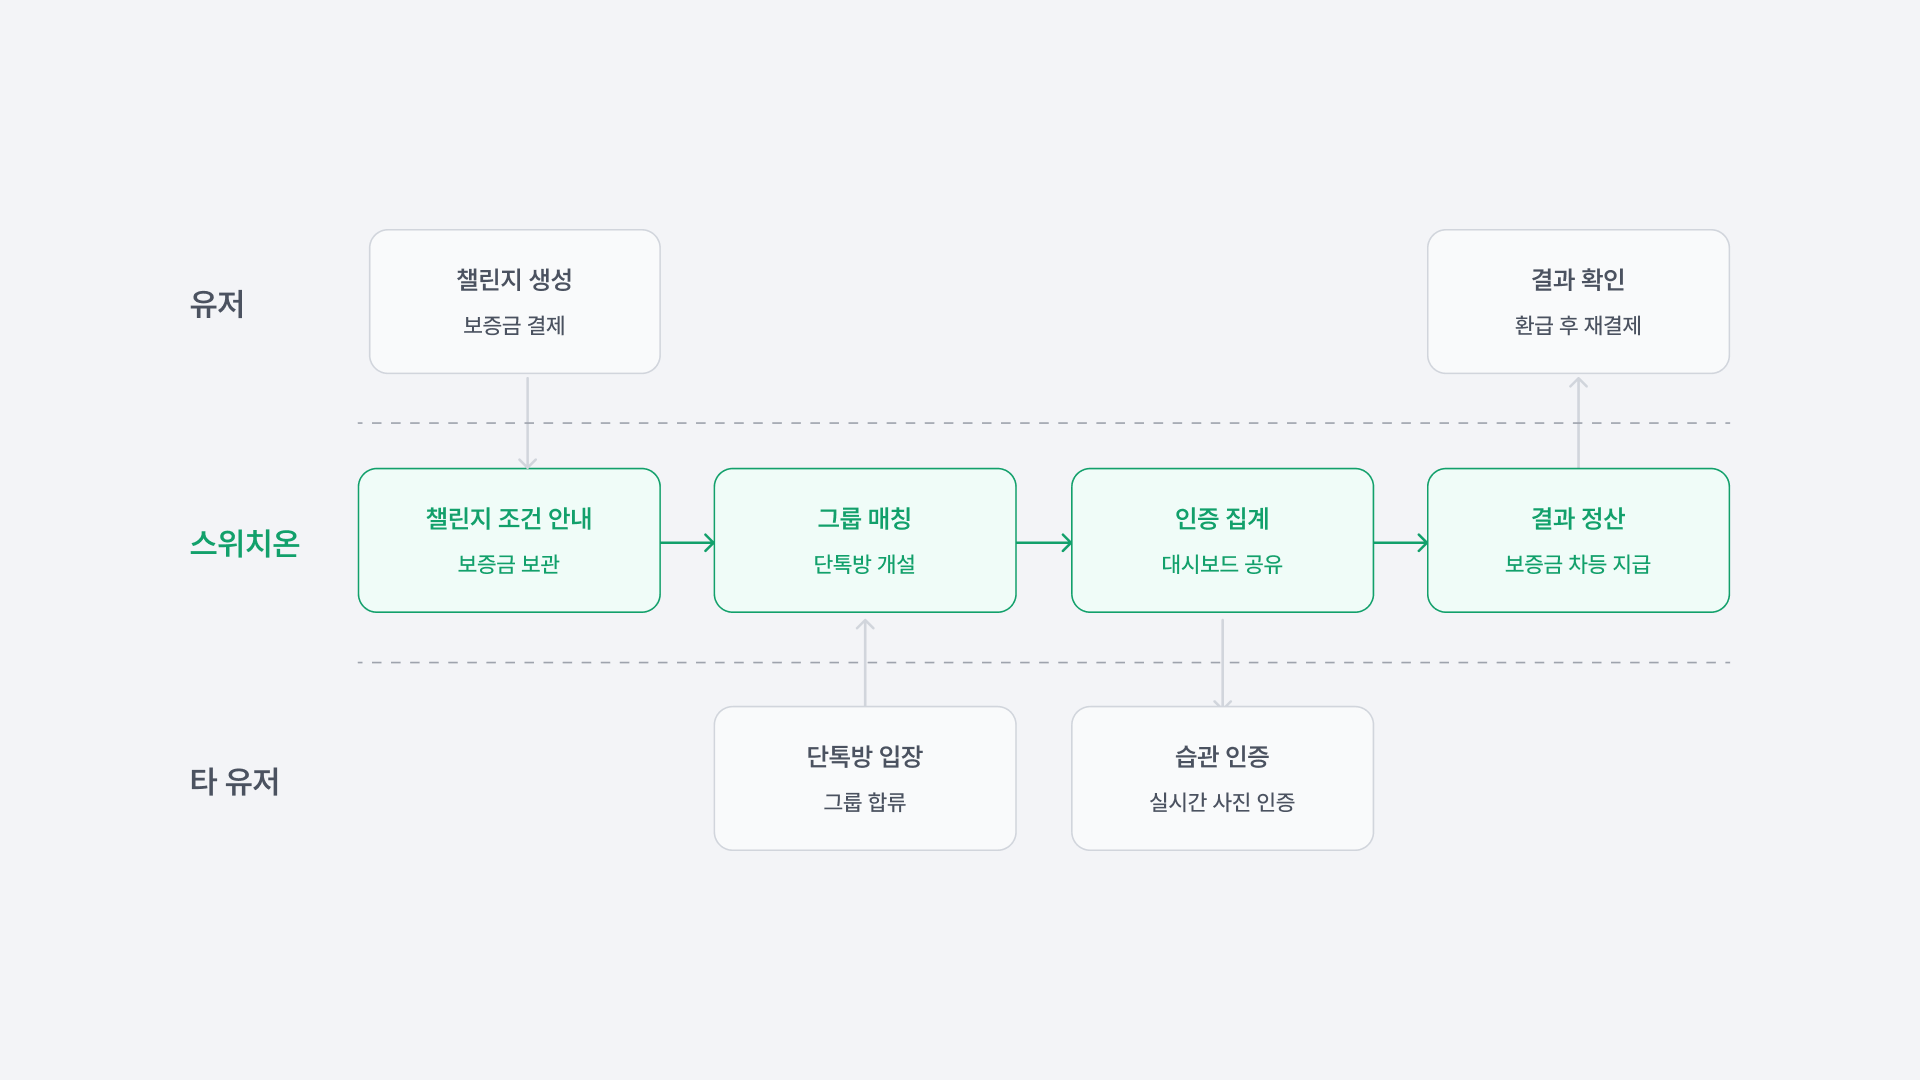 유저
챌린지 생성
보증금 결제
결과 확인
환급 후 재결제
스위치온
챌린지 조건 안내
보증금 보관
그룹 매칭
단톡방 개설
인증 집계
대시보드 공유
결과 정산
보증금 차등 지급
타 유저
단톡방 입장
그룹 합류
습관 인증
실시간 사진 인증